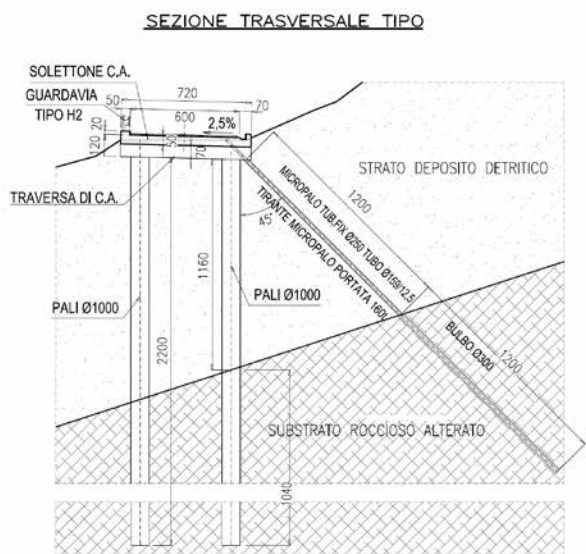 SEZIONE TRASVERSALE TIPO
SOLETTONE C.A.
720
GUARDAVIA
50
70
TIPO H2
600
2,5%
20
120
50
70
STRATO DEPOSITO DETRITICO
TRAVERSA DI C.A.
MICROPALO TUB.FIX Ø250 TUBO Ø159/12.5
1200
TIRANTE MICROPALO PORTATA 160t
45°
1160
PALI Ø1000
PALI Ø1000
2200
BULBO Ø300
1200
SUBSTRATO ROCCIOSO ALTERATO
1040